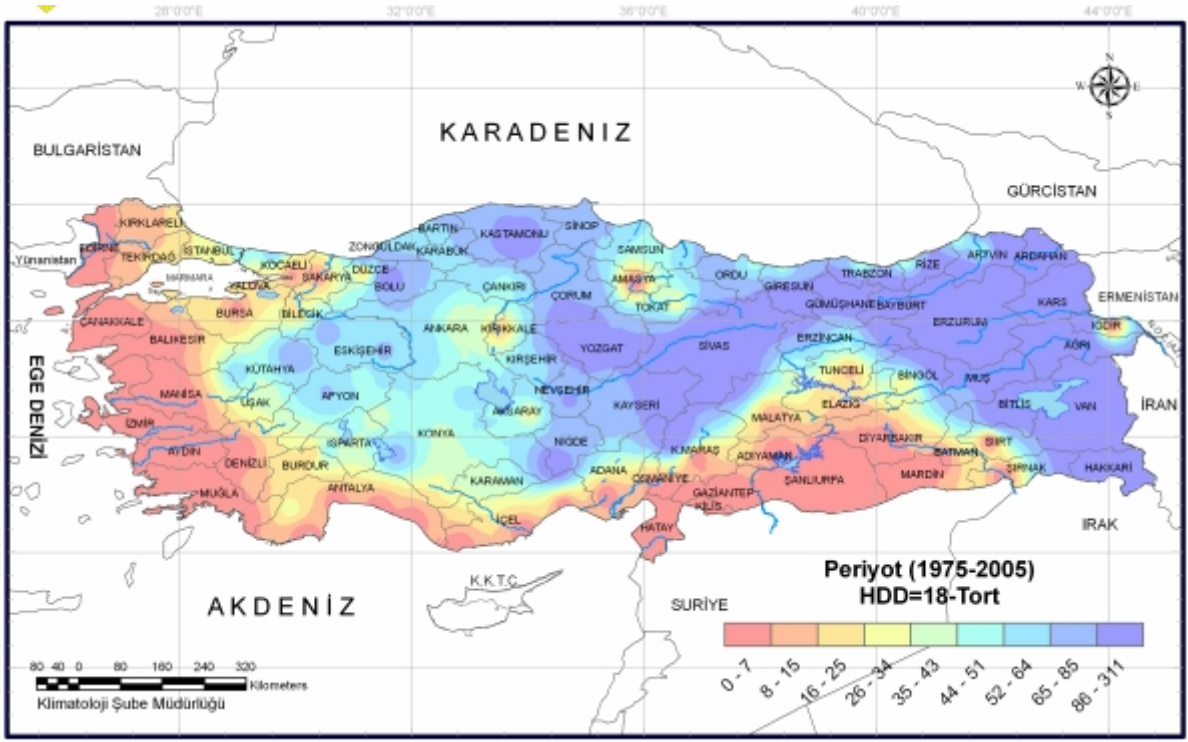 28°0'0"E 32°0'0"E 36°0'0"E 40°0'0"E 44°0'0"E
N
W E
S
KARADENIZ
BULGARİSTAN
GÜRCİSTAN
KIRKLARELİ
EDİRNE
TEKİRDAĞ
İSTANBUL
Yünanistan
MARMARA
KOCAELİ
YALOVA
SAKARYA
DÜZCE
ZONGULDAK
BARTIN
KARABÜK
KASTAMONU
SİNOP
SAMSUN
BOLU
ÇANKIRI
AMASYA
ORDU
GİRESUN
TRABZON
RİZE
ARTVİN
ARDAHAN
ÇORUM
TOKAT
GÜMÜŞHANE
BAYBURT
KARS
ERMENİSTAN
ÇANAKKALE
BURSA
BİLECİK
ANKARA
KIRIKKALE
ERZURUM
IĞDIR
BALIKESİR
ESKİŞEHİR
YOZGAT
SİVAS
ERZİNCAN
AĞRI
KÜTAHYA
KIRŞEHİR
TUNCELİ
BİNGÖL
MUŞ
EGE DENİZİ
MANİSA
UŞAK
AFYON
NEVŞEHİR
AKSARAY
KAYSERİ
ELAZIĞ
BİTLİS
VAN
İRAN
İZMİR
MALATYA
AYDIN
ISPARTA
KONYA
NİĞDE
DİYARBAKIR
SİİRT
DENİZLİ
BURDUR
K.MARAŞ
ADIYAMAN
BATMAN
ANTALYA
KARAMAN
ADANA
OSMANİYE
ŞANLIURFA
MARDİN
ŞIRNAK
HAKKARİ
MUĞLA
GAZİANTEP
KİLİS
İÇEL
HATAY
IRAK
K.K.T.C
AKDENİZ
SURİYE
Periyot (1975-2005)
HDD=18-Tort
0 - 7
8 - 15
16 - 25
26 - 34
35 - 43
44 - 51
52 - 64
65 - 85
86 - 311
80 40 0 80 160 240 320
Kilometers
Klimatoloji Şube Müdürlüğü